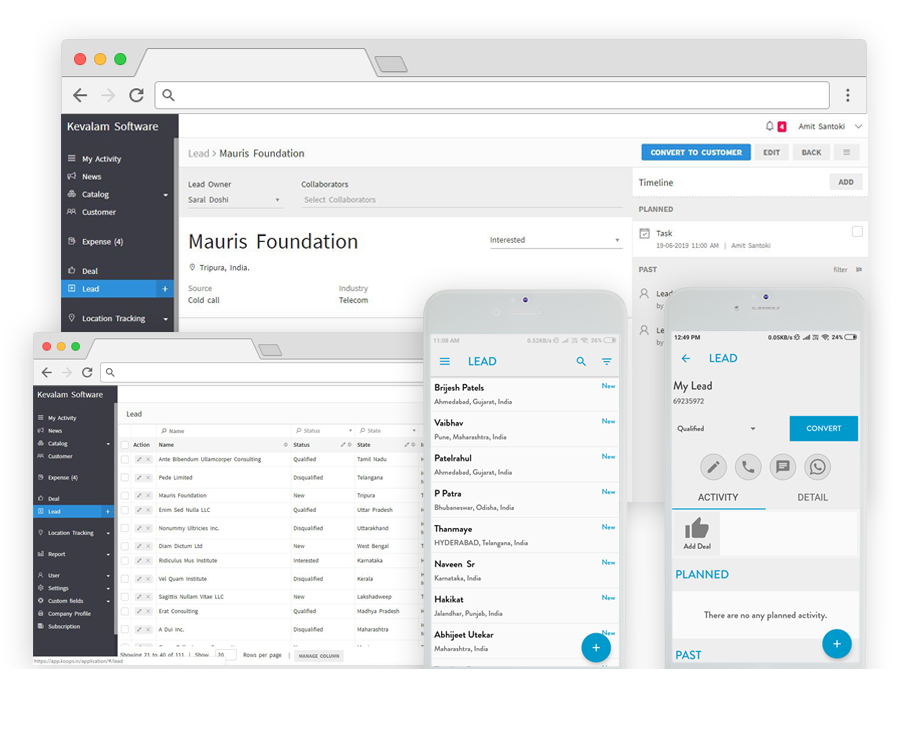 Kevalam Software
4 Amit Santoki
My Activity
News
Catalog
Customer
Expense (4)
Deal
Lead +
Location Tracking
Lead > Mauris Foundation
CONVERT TO CUSTOMER EDIT BACK
Lead Owner Collaborators
Saral Doshi Select Collaborators
Mauris Foundation
Interested
Tripura, India.
Source Industry
Cold call Telecom
Timeline ADD
PLANNED
Task
19-06-2019 11:00 AM | Amit Santoki
PAST filter
Lead
by
Le
by
Kevalam Software
My Activity
News
Catalog
Customer
Expense (4)
Deal
Lead +
Location Tracking
Report
User
Settings
Custom fields
Company Profile
Subscription
https://app.koops.in/application/#/lead
Lead
Name Status State
Action Name Status State
Ante Bibendum Ullamcorper Consulting Qualified Tamil Nadu
Pede Limited Disqualified Telangana
Mauris Foundation New Tripura
Enim Sed Nulla LLC Qualified Uttar Pradesh
Nonummy Ultricies Inc. Disqualified Uttarakhand
Diam Dictum Ltd New West Bengal
Ridiculus Mus Institute Interested Karnataka
Vel Quam Institute Disqualified Kerala
Sagittis Nullam Vitae LLC New Lakshadweep
Erat Consulting Qualified Madhya Pradesh
A Dui Inc. Disqualified Maharashtra
Showing 21 to 40 of 111 | Show 20 Rows per page | MANAGE COLUMN
11:08 AM 0.52KB/s 26%
LEAD
Brijesh Patels New
Ahmedabad, Gujarat, India
Vaibhav New
Pune, Maharashtra, India
Patelrahul New
Ahmedabad, Gujarat, India
P Patra New
Bhubaneswar, Odisha, India
Thanmaye New
HYDERABAD, Telangana, India
Naveen Sr New
Karnataka, India
Hakikat New
Jalandhar, Punjab, India
Abhijeet Utekar New
Maharashtra, India
+
12:49 PM 0.05KB/s 24%
LEAD
My Lead
69235972
Qualified CONVERT
ACTIVITY DETAIL
Add Deal
PLANNED
There are no any planned activity.
PAST
+